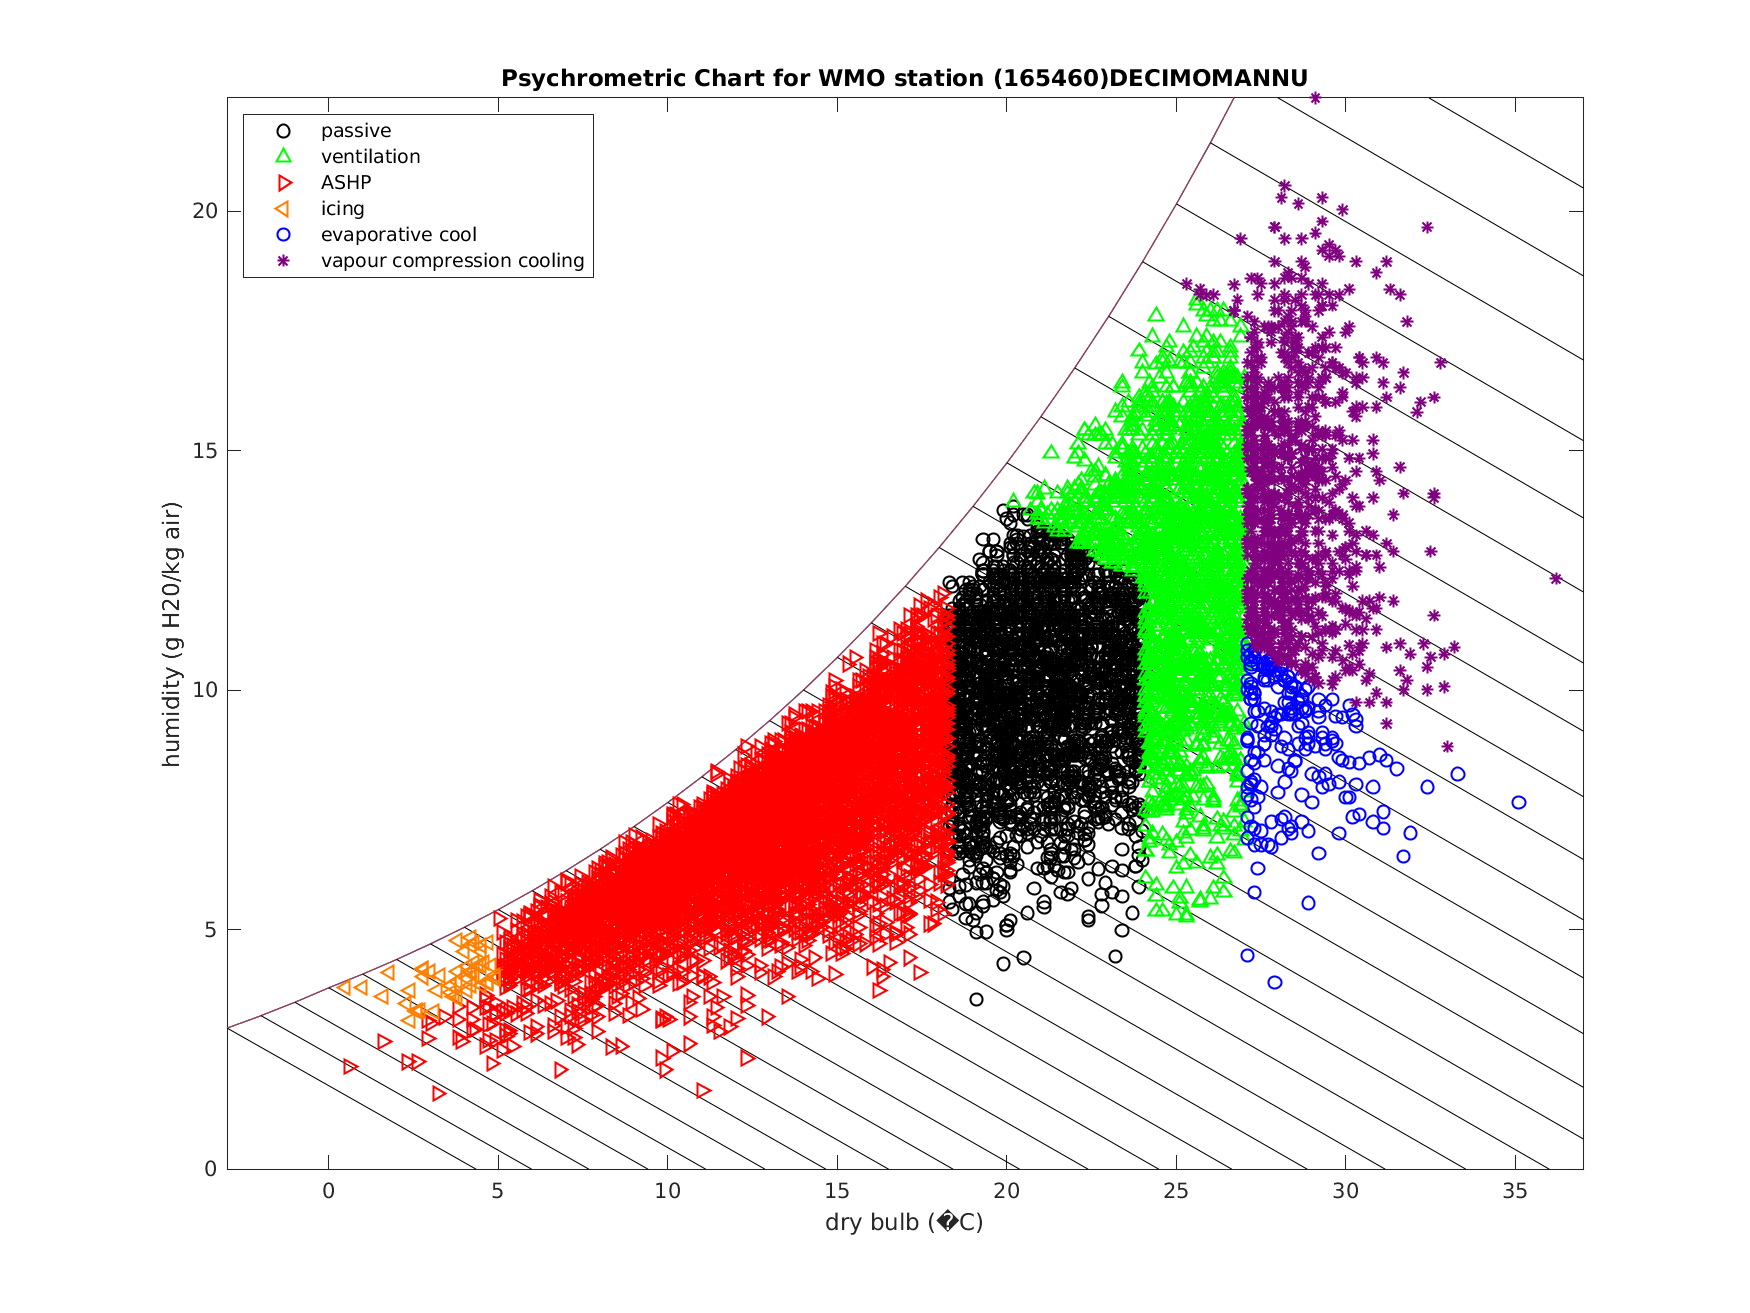 Psychrometric Chart for WMO station (165460)DECIMOMANNU
passive
ventilation
ASHP
icing
evaporative cool
vapour compression cooling
humidity (g H20/kg air)
20
15
10
5
0
0 5 10 15 20 25 30 35
dry bulb (�C)